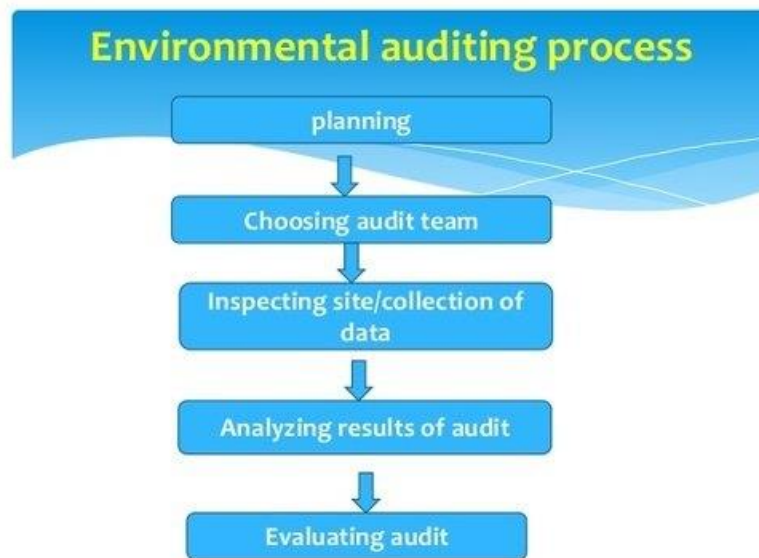 Environmental auditing process
planning
Choosing audit team
Inspecting site/collection of
data
Analyzing results of audit
Evaluating audit